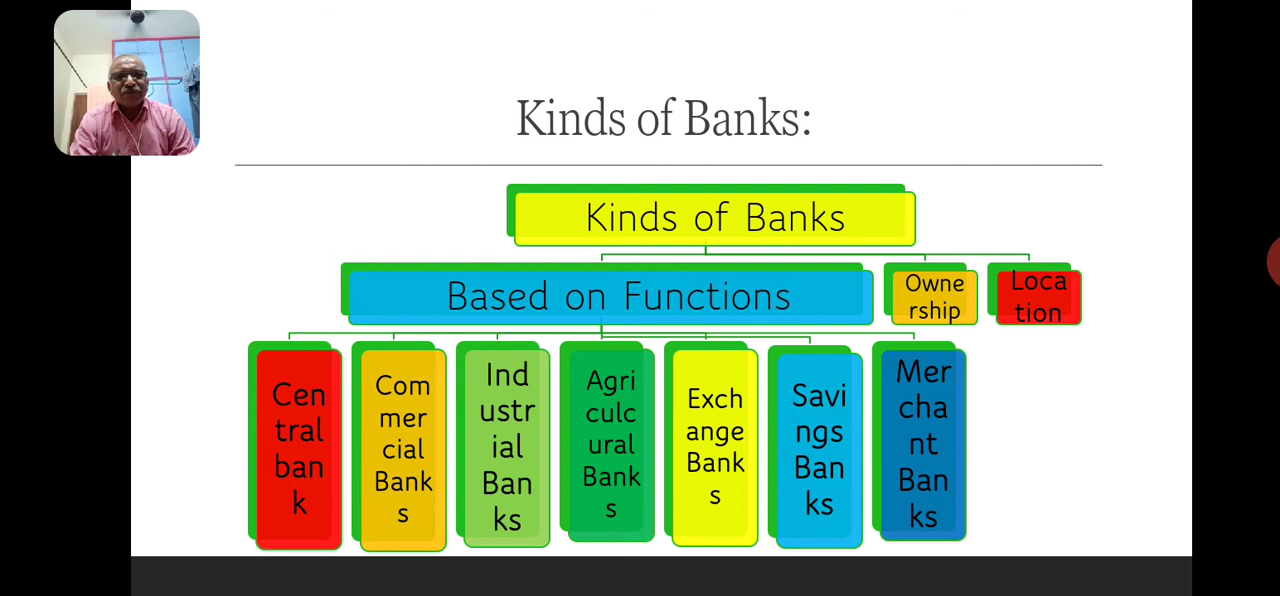 Kinds of Banks:
Kinds of Banks
Based on Functions
Owne
rship
Loca
tion
Cen
tral
ban
k
Com
mer
cial
Bank
s
Ind
ustr
ial
Ban
ks
Agri
culc
ural
Bank
s
Exch
ange
Bank
s
Savi
ngs
Ban
ks
Mer
cha
nt
Ban
ks